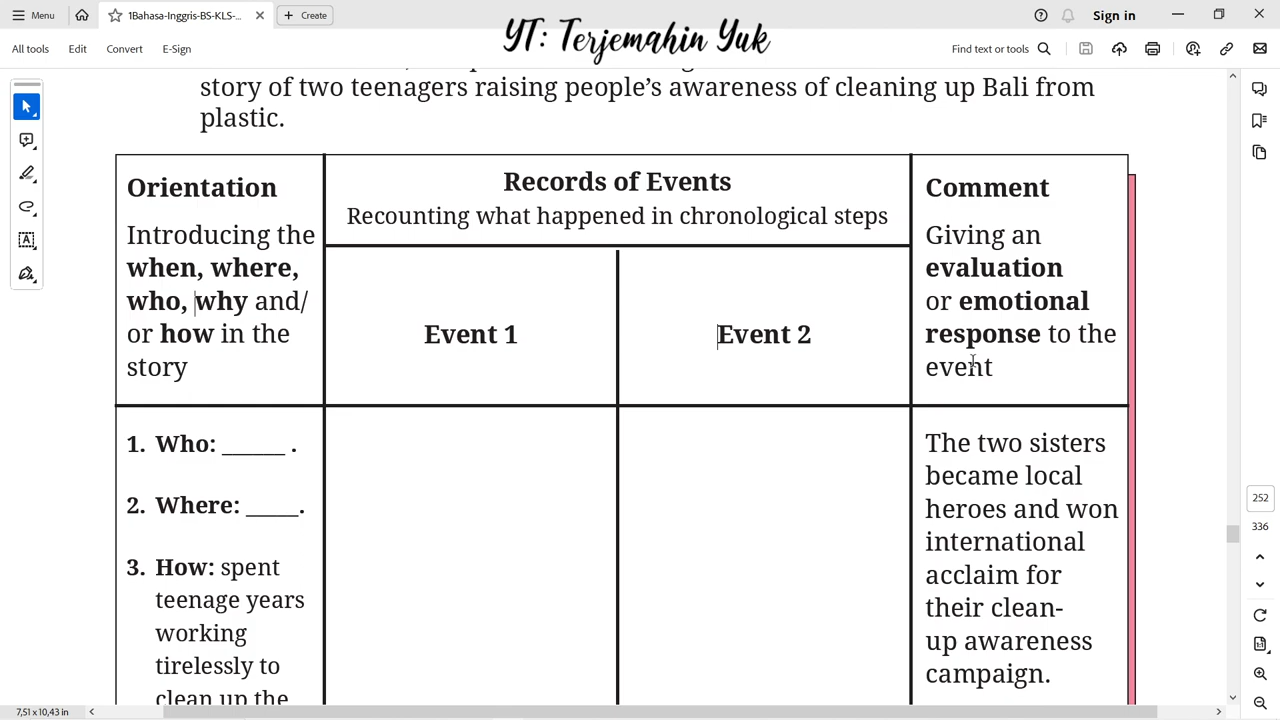 Menu
1Bahasa-Inggris-BS-KLS-...
Create
Sign in
YT: Terjemahin Yuk
All tools
Edit
Convert
E-Sign
Find text or tools
story of two teenagers raising people's awareness of cleaning up Bali from
plastic.
Orientation
Introducing the
when, where,
who, why and/
or how in the
story
Records of Events
Recounting what happened in chronological steps
Event 1
Event 2
Comment
Giving an
evaluation
or emotional
response to the
event
1. Who: ______ .
2. Where: _____.
3. How: spent
teenage years
working
tirelessly to
clean up the
The two sisters
became local
heroes and won
international
acclaim for
their clean-
up awareness
campaign.
252
336
7,51 x 10,43 in